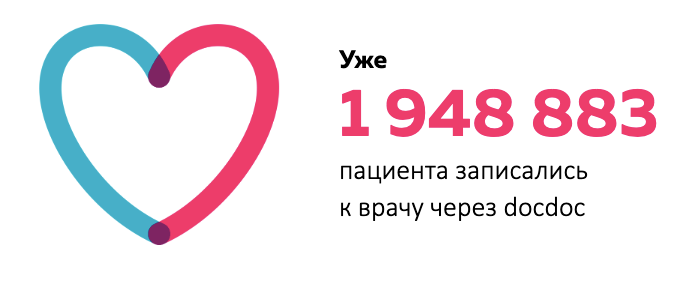 Уже
1 948 883
пациента записались
к врачу через docdoc